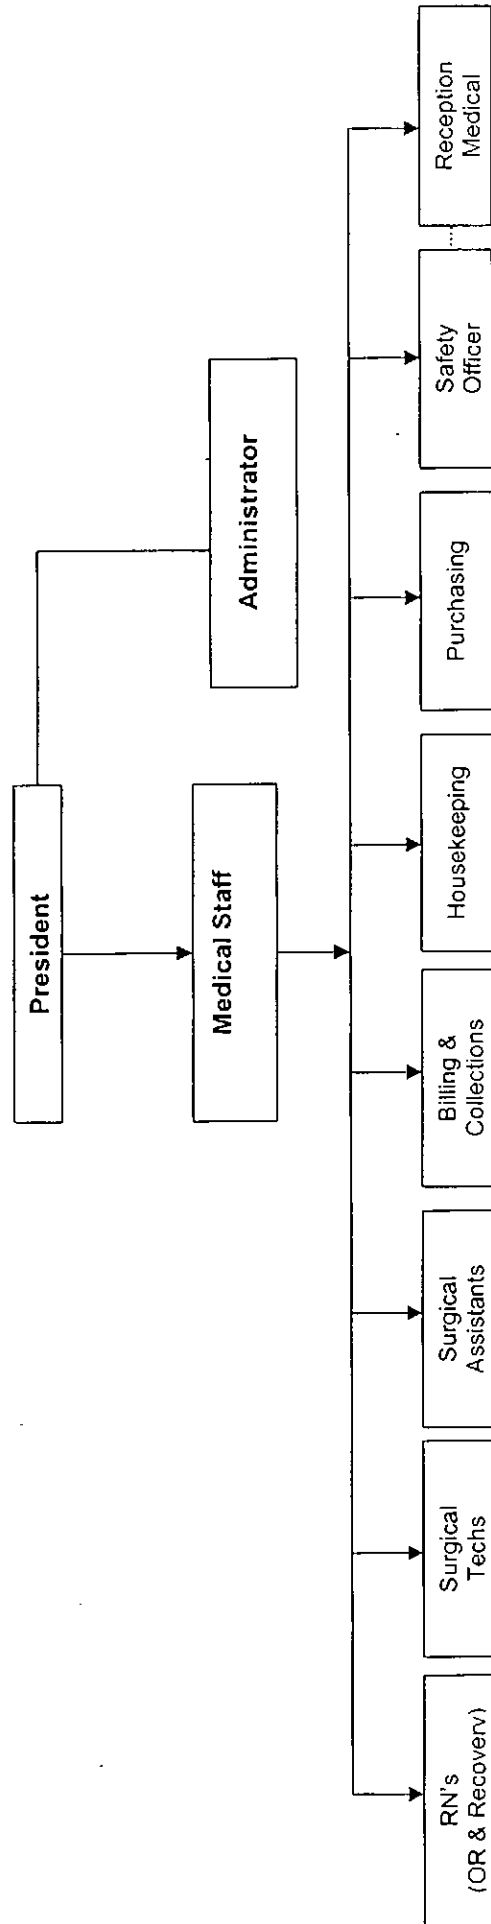 President
Medical Staff
Administrator
RN's
(OR & Recovery)
Surgical
Techs
Surgical
Assistants
Billing &
Collections
Housekeeping
Purchasing
Safety
Officer
Reception
Medical